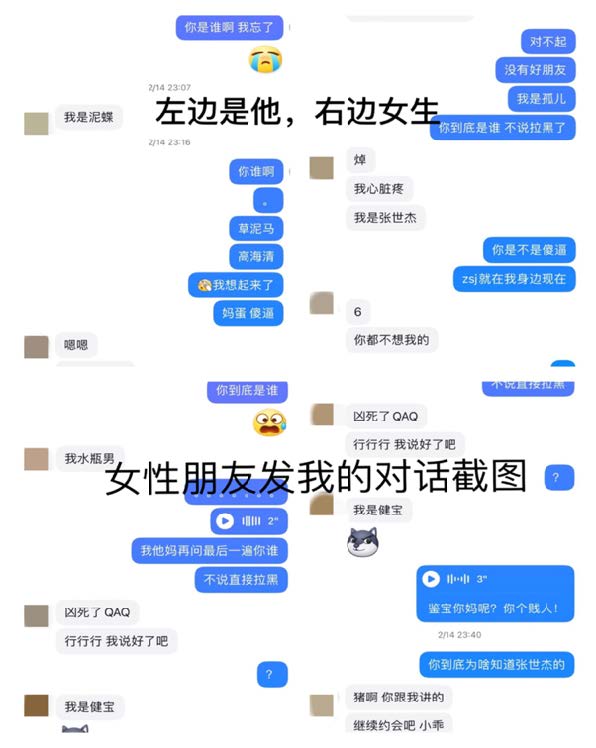 你是谁啊 我忘了
2/14 23:07
我是泥蝶
2/14 23:16
你谁啊
。
草泥马
高海清
我想起来了
妈蛋 傻逼
嗯嗯
对不起
没有好朋友
我是孤儿
左边是他，右边女生
你到底是谁 不说拉黑了
焯
我心脏疼
我是张世杰
你是不是傻逼
zsj就在我身边现在
6
你都不想我的
你到底是谁
我水瓶男
女性朋友发我的对话截图
2"
我他妈再问最后一遍你谁
不说直接拉黑
凶死了 QAQ
行行行 我说好了吧
？
我是健宝
不说直接拉黑
凶死了 QAQ
行行行 我说好了吧
？
我是健宝
3"
鉴宝你妈呢？你个贱人！
2/14 23:40
你到底为啥知道张世杰的
猪啊 你跟我讲的
继续约会吧 小乖